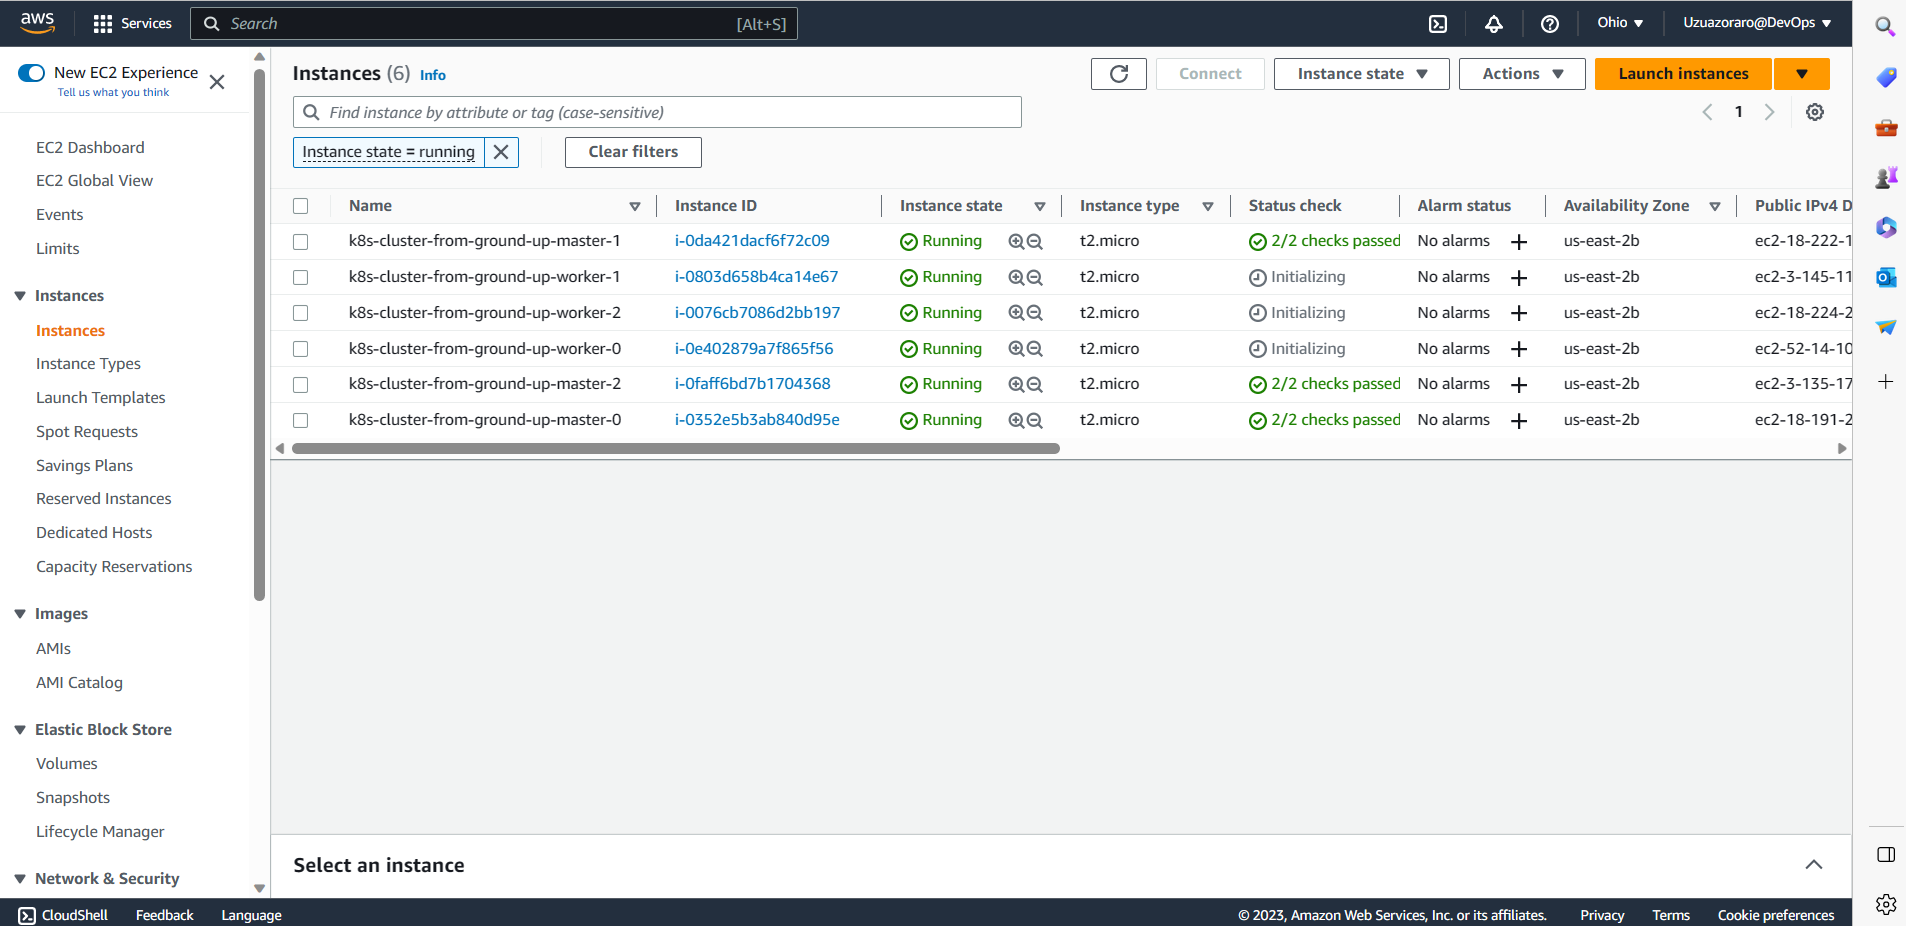 aws Services Search [Alt+S] Ohio Uzuazoraro@DevOps
New EC2 Experience
Tell us what you think
EC2 Dashboard
EC2 Global View
Events
Limits
Instances
Instances
Instance Types
Launch Templates
Spot Requests
Savings Plans
Reserved Instances
Dedicated Hosts
Capacity Reservations
Images
AMIs
AMI Catalog
Elastic Block Store
Volumes
Snapshots
Lifecycle Manager
Network & Security
Instances (6) Info Connect Instance state Actions Launch instances
Find instance by attribute or tag (case-sensitive) 1
Instance state = running Clear filters
Name Instance ID Instance state Instance type Status check Alarm status Availability Zone Public IPv4 D
k8s-cluster-from-ground-up-master-1 i-0da421dacf6f72c09 Running t2.micro 2/2 checks passed No alarms + us-east-2b ec2-18-222-1
k8s-cluster-from-ground-up-worker-1 i-0803d658b4ca14e67 Running t2.micro Initializing No alarms + us-east-2b ec2-3-145-11
k8s-cluster-from-ground-up-worker-2 i-0076cb7086d2bb197 Running t2.micro Initializing No alarms + us-east-2b ec2-18-224-2
k8s-cluster-from-ground-up-worker-0 i-0e402879a7f865f56 Running t2.micro Initializing No alarms + us-east-2b ec2-52-14-10
k8s-cluster-from-ground-up-master-2 i-0faff6bd7b1704368 Running t2.micro 2/2 checks passed No alarms + us-east-2b ec2-3-135-17
k8s-cluster-from-ground-up-master-0 i-0352e5b3ab840d95e Running t2.micro 2/2 checks passed No alarms + us-east-2b ec2-18-191-2
Select an instance
CloudShell Feedback Language © 2023, Amazon Web Services, Inc. or its affiliates. Privacy Terms Cookie preferences